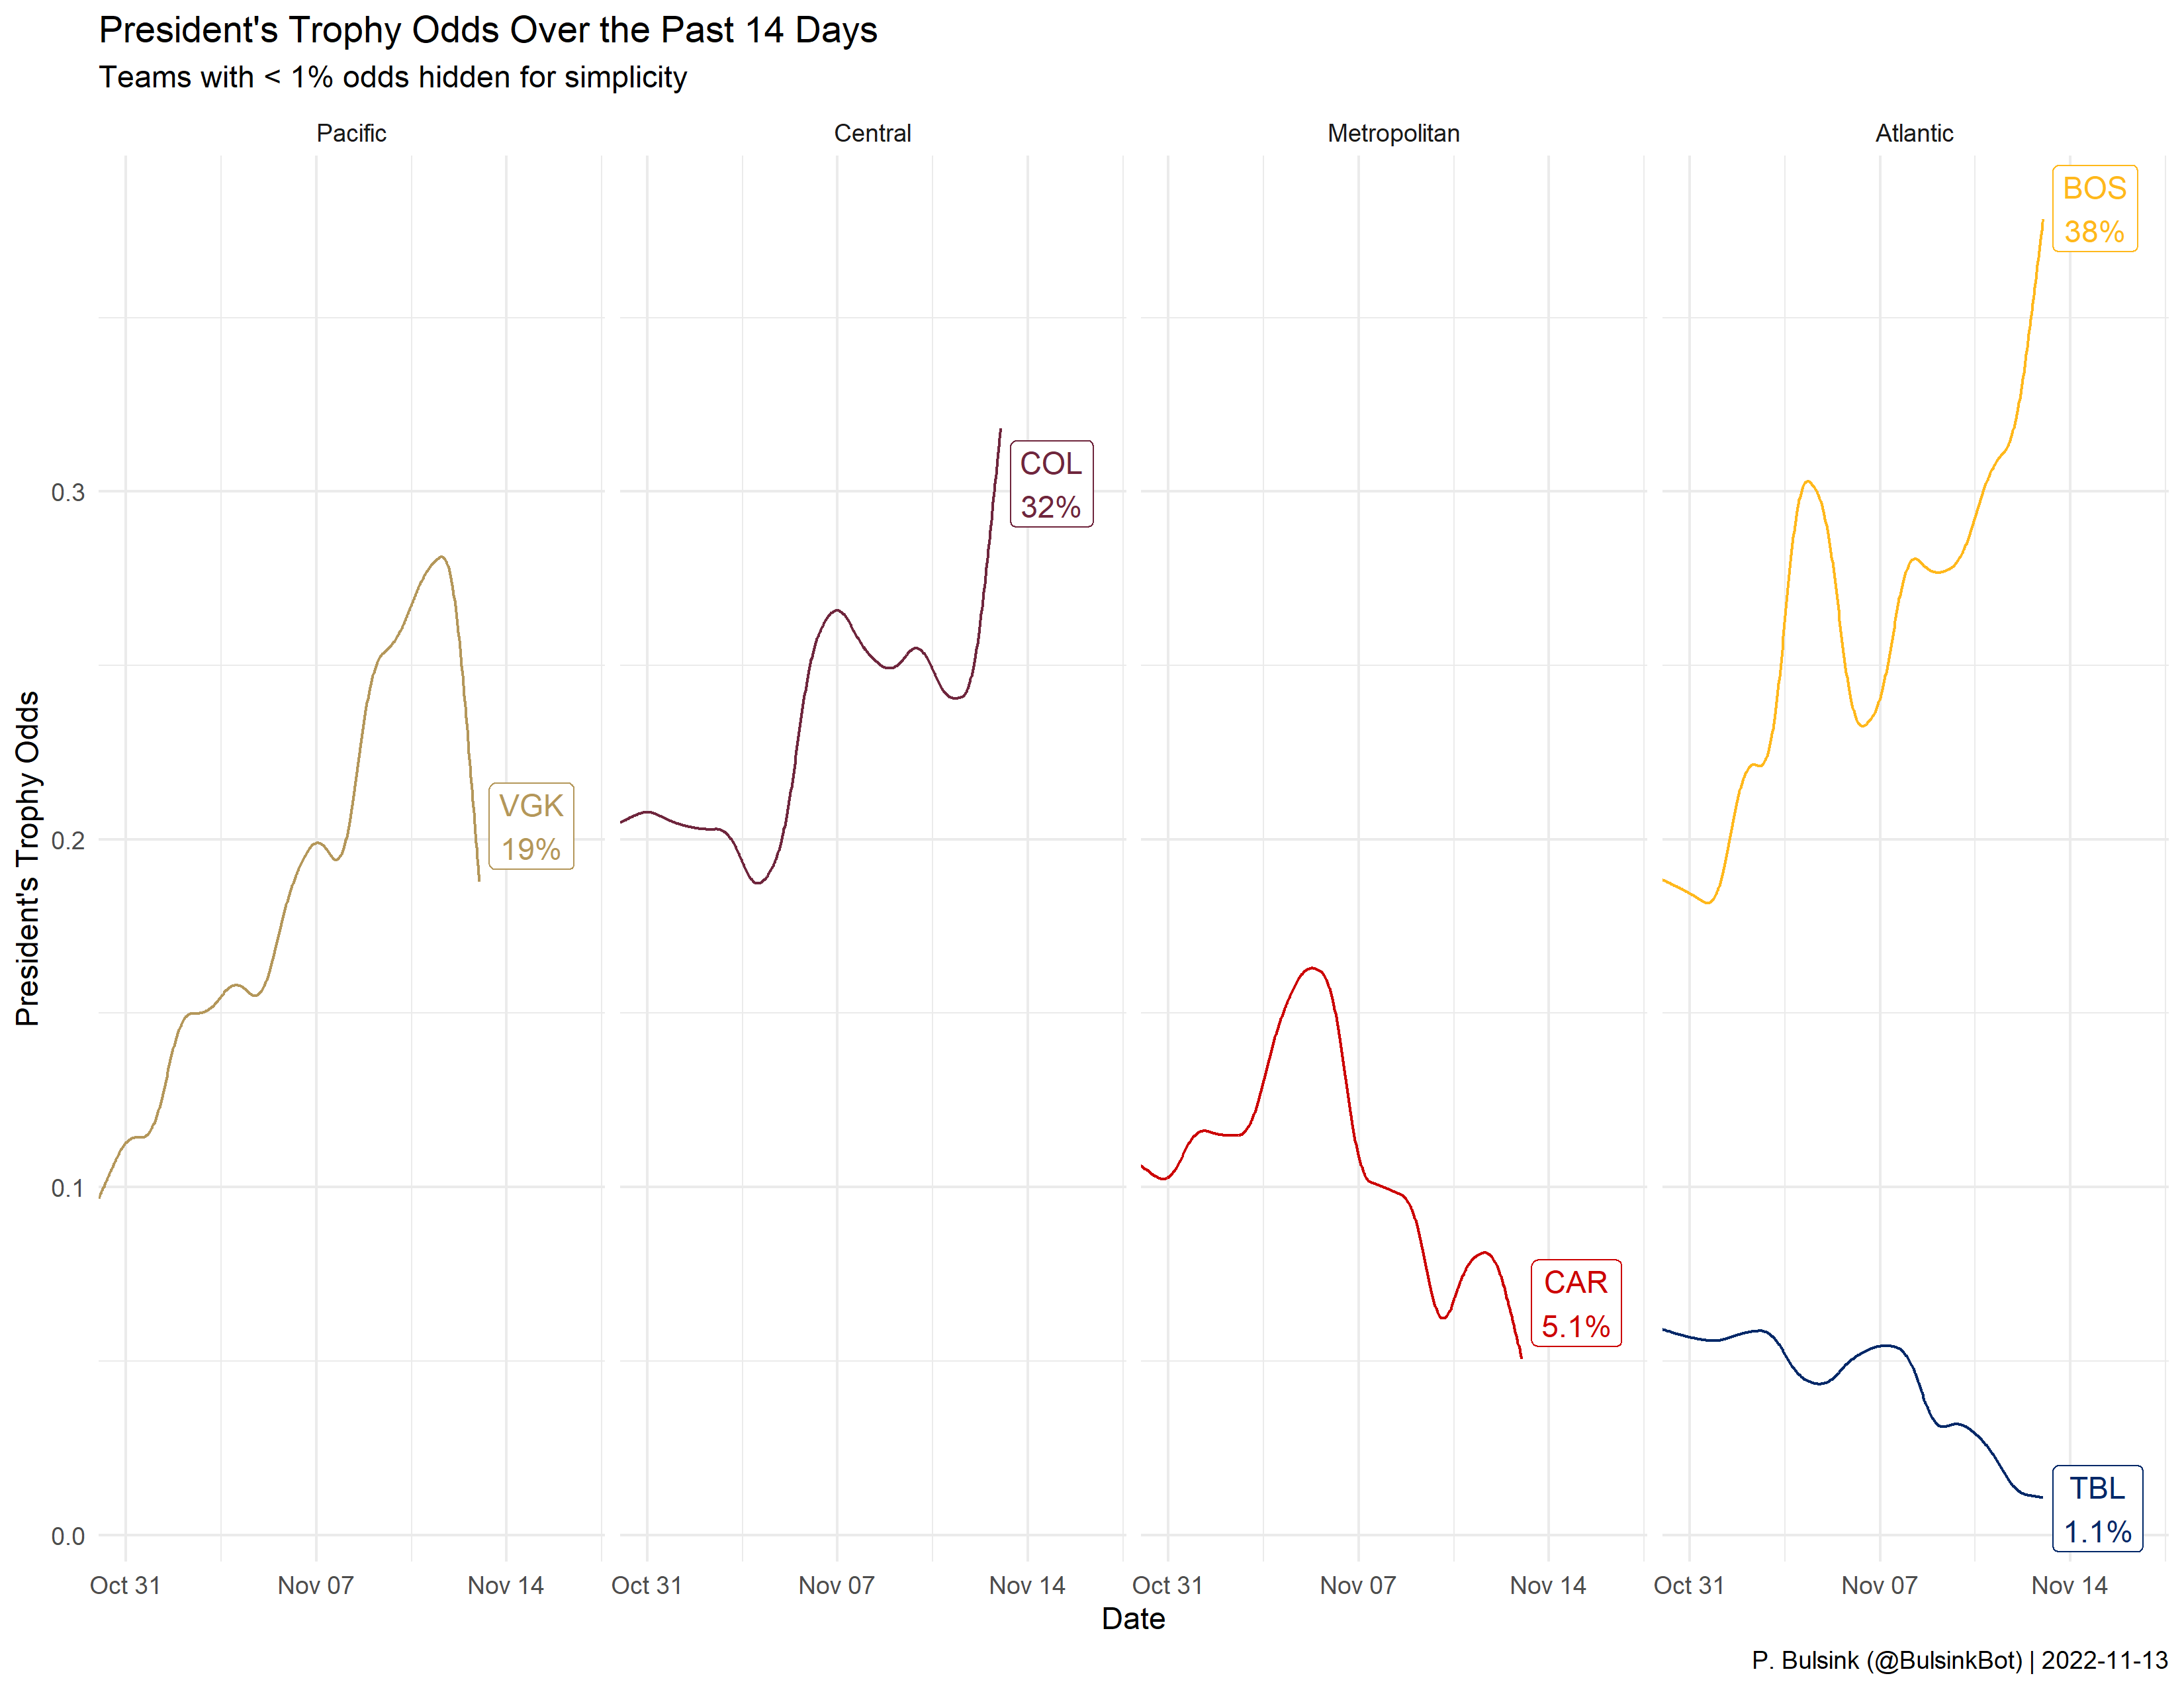 President's Trophy Odds Over the Past 14 Days
Teams with < 1% odds hidden for simplicity
Pacific
Central
Metropolitan
Atlantic
President's Trophy Odds
0.3
0.2
0.1
0.0
VGK
19%
COL
32%
CAR
5.1%
BOS
38%
TBL
1.1%
Oct 31
Nov 07
Nov 14
Oct 31
Nov 07
Nov 14
Oct 31
Nov 07
Nov 14
Oct 31
Nov 07
Nov 14
Date
P. Bulsink (@BulsinkBot) | 2022-11-13